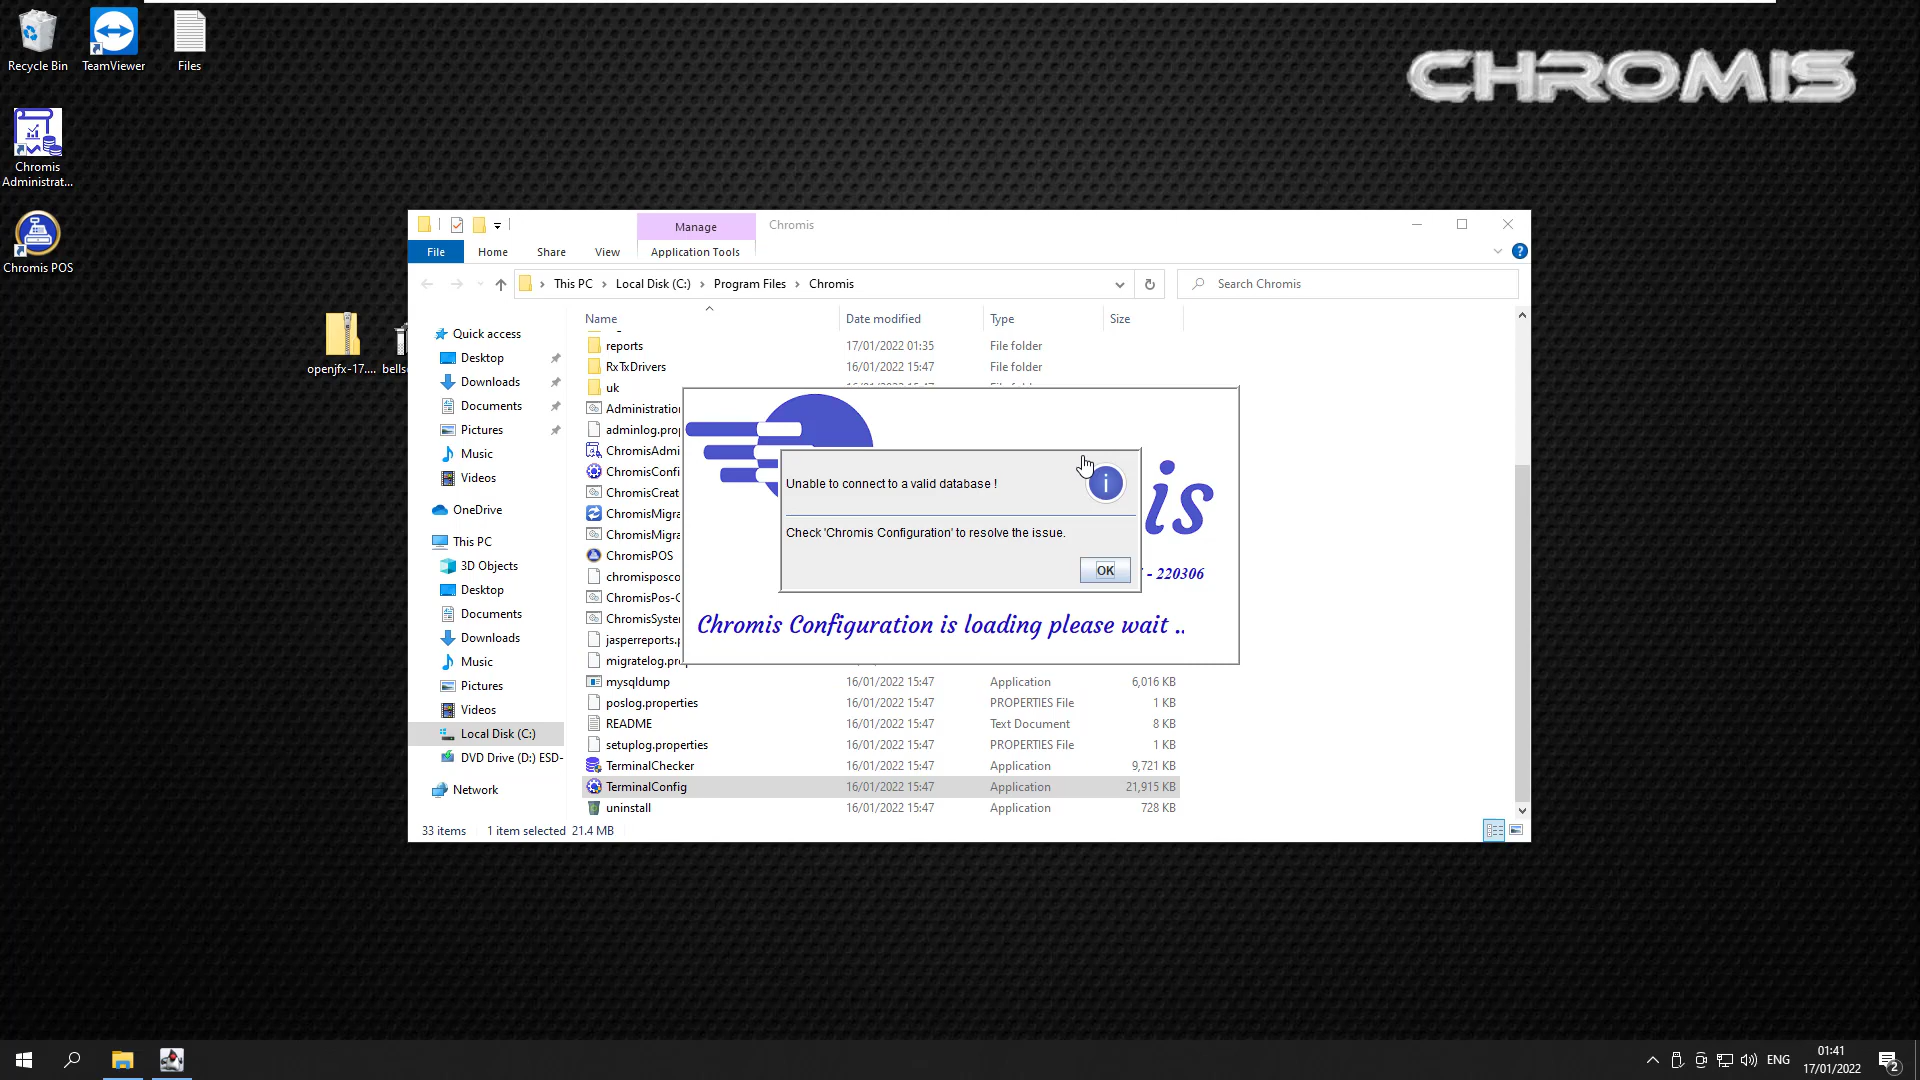 Recycle Bin
TeamViewer
Files
CHROMIS
Chromis
Administrat...
Chromis POS
openjfx-17....
Manage
Chromis
File
Home
Share
View
Application Tools
This PC
Local Disk (C:)
Program Files
Chromis
Search Chromis
Name
Date modified
Type
Size
Quick access
Desktop
Downloads
Documents
Pictures
Music
Videos
OneDrive
This PC
3D Objects
Desktop
Documents
Downloads
Music
Pictures
Videos
Local Disk (C:)
DVD Drive (D:) ESD-
Network
reports 17/01/2022 01:35 File folder
RxTxDrivers 16/01/2022 15:47 File folder
uk
Administration
adminlog.prop
ChromisAdmi
ChromisConfi
ChromisCreat
ChromisMigra
ChromisMigra
ChromisPOS
chromisposco
ChromisPos-C
ChromisSyster
jasperreports.p
migratelog.pro
mysqldump 16/01/2022 15:47 Application 6,016 KB
poslog.properties 16/01/2022 15:47 PROPERTIES File 1 KB
README 16/01/2022 15:47 Text Document 8 KB
setuplog.properties 16/01/2022 15:47 PROPERTIES File 1 KB
TerminalChecker 16/01/2022 15:47 Application 9,721 KB
TerminalConfig 16/01/2022 15:47 Application 21,915 KB
uninstall 16/01/2022 15:47 Application 728 KB
is
- 220306
Unable to connect to a valid database !
Check 'Chromis Configuration' to resolve the issue.
OK
Chromis Configuration is loading please wait ..
33 items 1 item selected 21.4 MB
ENG
01:41
17/01/2022
2